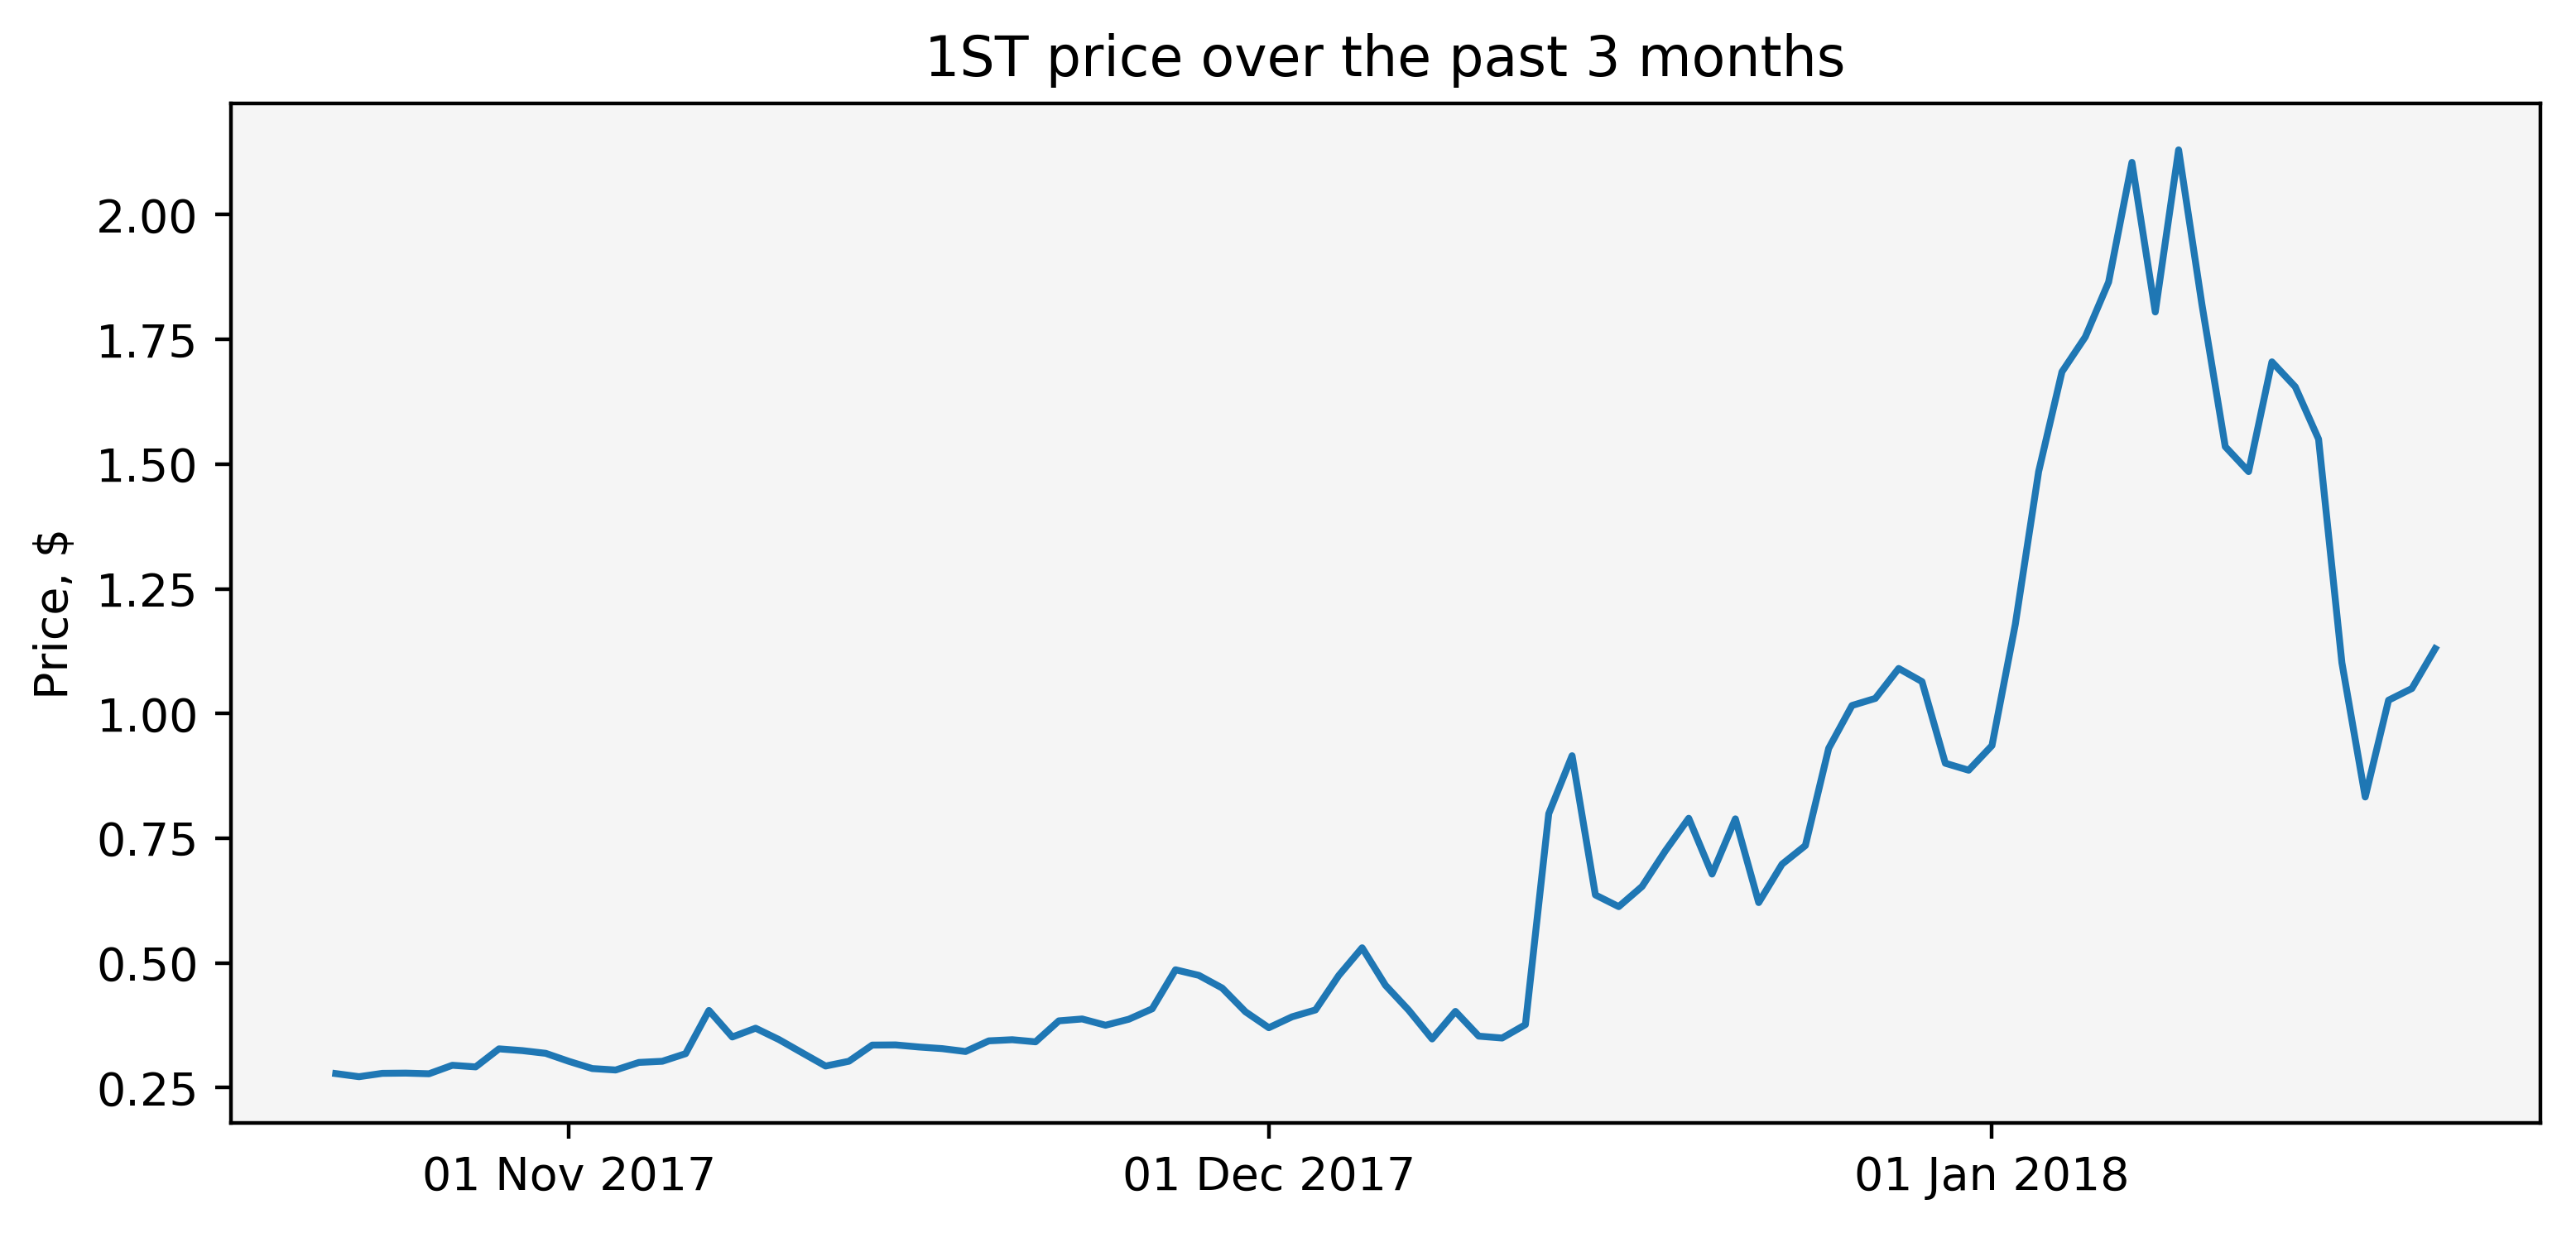 1ST price over the past 3 months
Price, $
2.00
1.75
1.50
1.25
1.00
0.75
0.50
0.25
01 Nov 2017
01 Dec 2017
01 Jan 2018